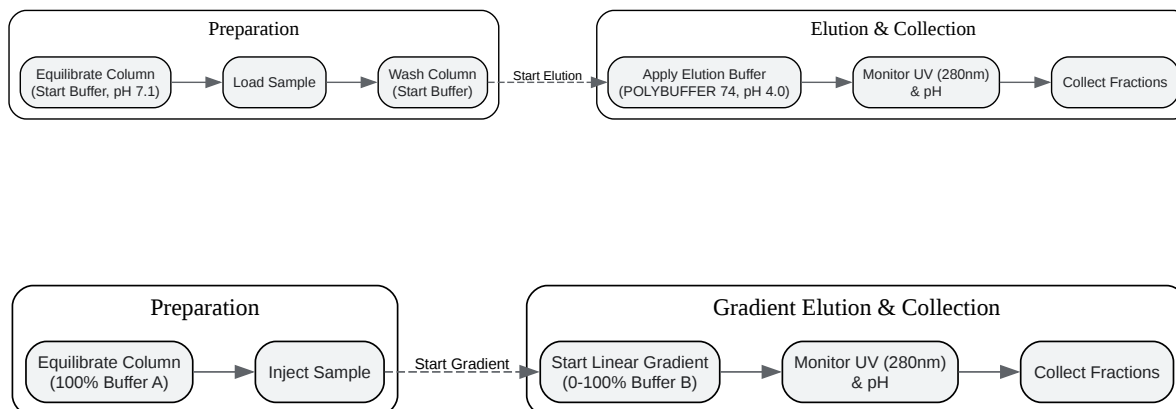 Preparation
Equilibrate Column
(Start Buffer, pH 7.1)
Load Sample
Wash Column
(Start Buffer)
Start Elution
Elution & Collection
Apply Elution Buffer
(POLYBUFFER 74, pH 4.0)
Monitor UV (280nm)
& pH
Collect Fractions
Preparation
Equilibrate Column
(100% Buffer A)
Inject Sample
Start Gradient
Gradient Elution & Collection
Start Linear Gradient
(0-100% Buffer B)
Monitor UV (280nm)
& pH
Collect Fractions